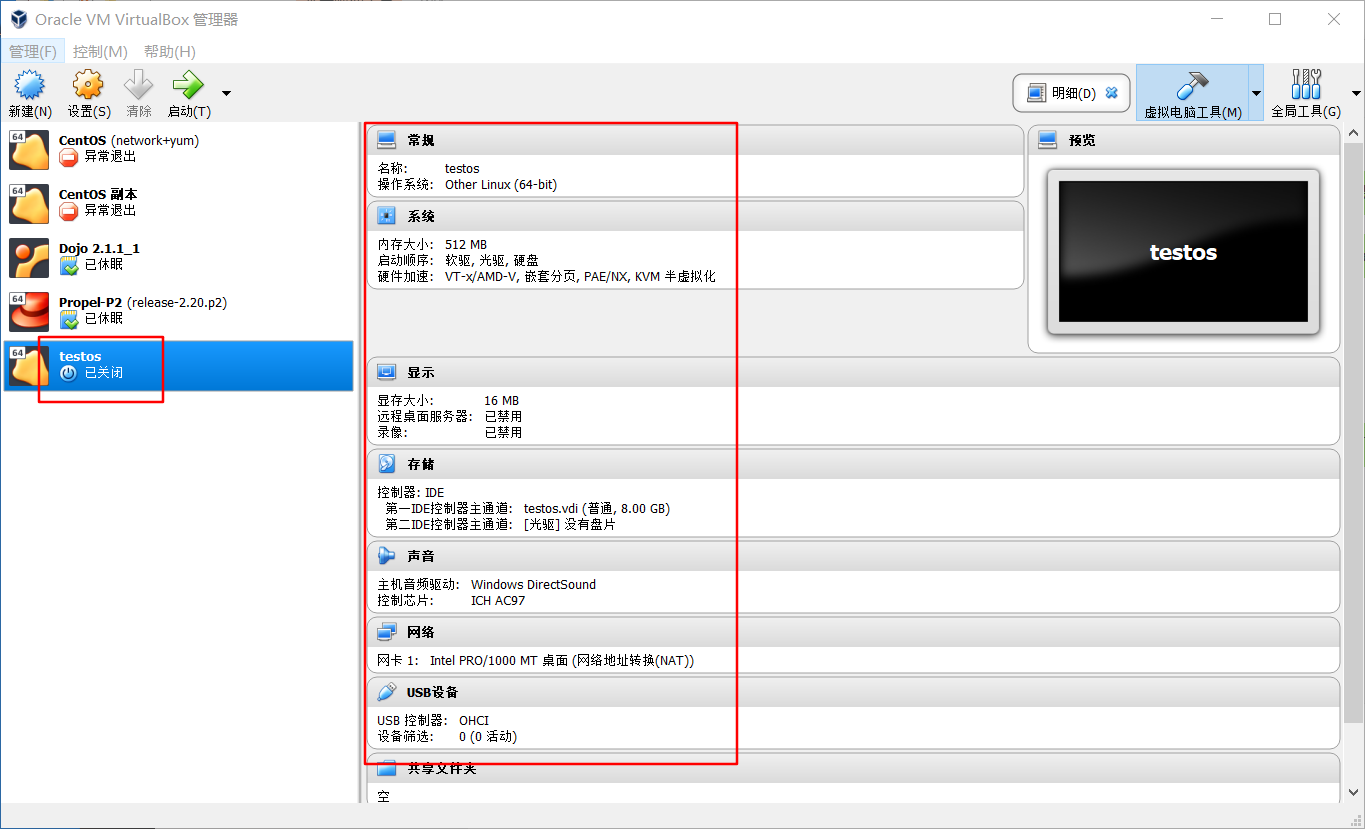 Oracle VM VirtualBox 管理器
管理(F) 控制(M) 帮助(H)
新建(N) 设置(S) 清除 启动(T) 明细(D) 虚拟电脑工具(M) 全局工具(G)
64 CentOS (network+yum)
异常退出
64 CentOS 副本
异常退出
Dojo 2.1.1_1
已休眠
64 Propel-P2 (release-2.20.p2)
已休眠
64 testos
已关闭
常规
名称: testos
操作系统: Other Linux (64-bit)
系统
内存大小: 512 MB
启动顺序: 软驱, 光驱, 硬盘
硬件加速: VT-x/AMD-V, 嵌套分页, PAE/NX, KVM 半虚拟化
预览
testos
显示
显存大小: 16 MB
远程桌面服务器: 已禁用
录像: 已禁用
存储
控制器: IDE
第一IDE控制器主通道: testos.vdi (普通, 8.00 GB)
第二IDE控制器主通道: [光驱] 没有盘片
声音
主机音频驱动: Windows DirectSound
控制芯片: ICH AC97
网络
网卡 1: Intel PRO/1000 MT 桌面 (网络地址转换(NAT))
USB设备
USB 控制器: OHCI
设备筛选: 0 (0 活动)
共享文件夹
空